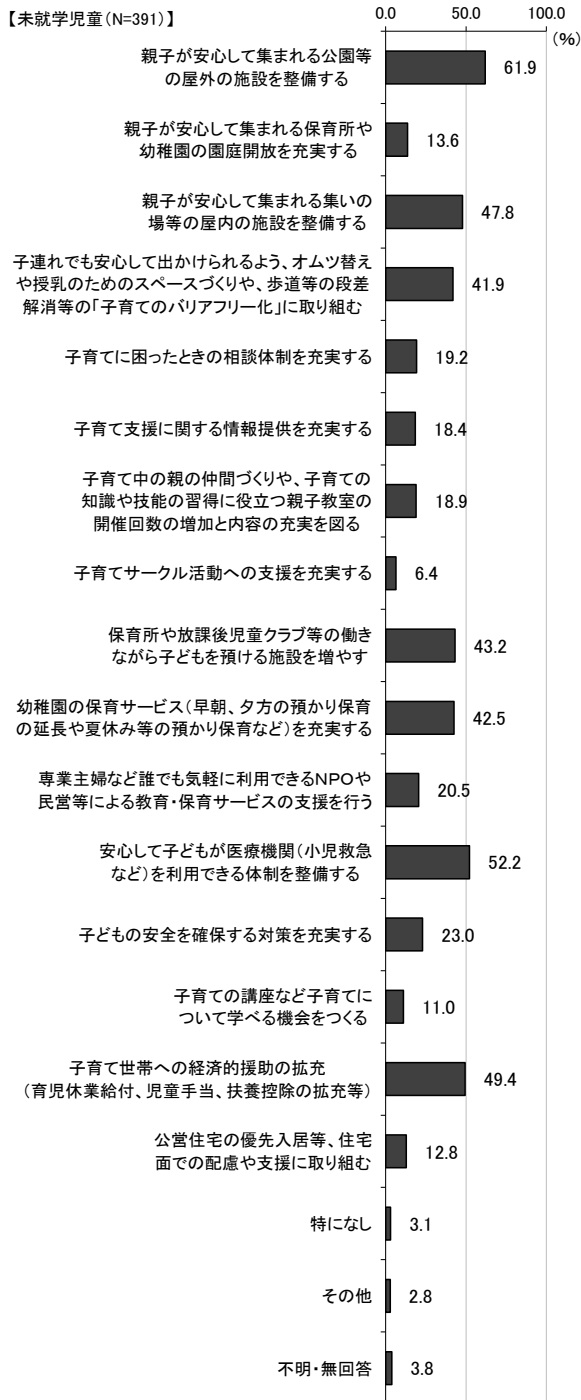 【未就学児童（N=391）】
0.0 50.0 100.0
(%)
親子が安心して集まれる公園等
の屋外の施設を整備する
61.9
親子が安心して集まれる保育所や
幼稚園の園庭開放を充実する
13.6
親子が安心して集まれる集いの
場等の屋内の施設を整備する
47.8
子連れでも安心して出かけられるよう、オムツ替え
や授乳のためのスペースづくりや、歩道等の段差
解消等の「子育てのバリアフリー化」に取り組む
41.9
子育てに困ったときの相談体制を充実する
19.2
子育て支援に関する情報提供を充実する
18.4
子育て中の親の仲間づくりや、子育ての
知識や技能の習得に役立つ親子教室の
開催回数の増加と内容の充実を図る
18.9
子育てサークル活動への支援を充実する
6.4
保育所や放課後児童クラブ等の働き
ながら子どもを預ける施設を増やす
43.2
幼稚園の保育サービス（早朝、夕方の預かり保育
の延長や夏休み等の預かり保育など）を充実する
42.5
専業主婦など誰でも気軽に利用できるNPOや
民営等による教育・保育サービスの支援を行う
20.5
安心して子どもが医療機関（小児救急
など）を利用できる体制を整備する
52.2
子どもの安全を確保する対策を充実する
23.0
子育ての講座など子育てに
ついて学べる機会をつくる
11.0
子育て世帯への経済的援助の拡充
（育児休業給付、児童手当、扶養控除の拡充等）
49.4
公営住宅の優先入居等、住宅
面での配慮や支援に取り組む
12.8
特になし
3.1
その他
2.8
不明・無回答
3.8